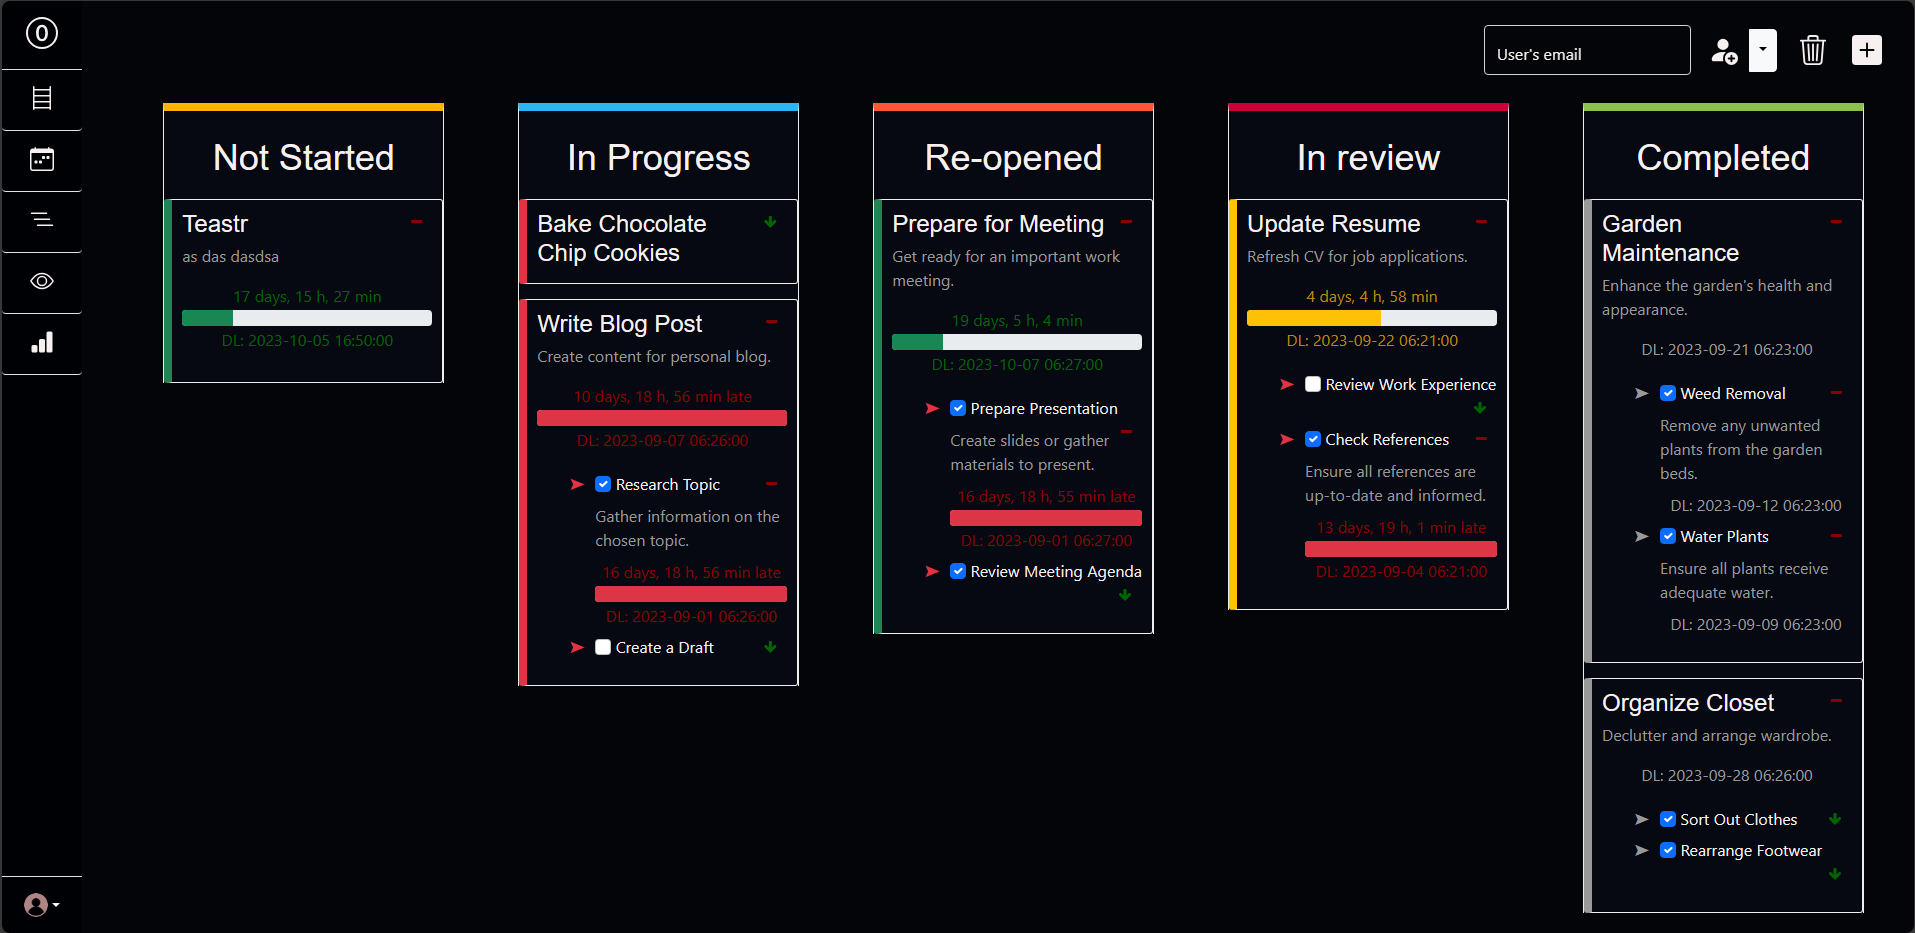 0
User's email
Not Started
Teastr
as das dasdsa
17 days, 15 h, 27 min
DL: 2023-10-05 16:50:00
In Progress
Bake Chocolate
Chip Cookies
Write Blog Post
Create content for personal blog.
10 days, 18 h, 56 min late
DL: 2023-09-07 06:26:00
Research Topic
Gather information on the
chosen topic.
16 days, 18 h, 56 min late
DL: 2023-09-01 06:26:00
Create a Draft
Re-opened
Prepare for Meeting
Get ready for an important work
meeting.
19 days, 5 h, 4 min
DL: 2023-10-07 06:27:00
Prepare Presentation
Create slides or gather
materials to present.
16 days, 18 h, 55 min late
DL: 2023-09-01 06:27:00
Review Meeting Agenda
In review
Update Resume
Refresh CV for job applications.
4 days, 4 h, 58 min
DL: 2023-09-22 06:21:00
Review Work Experience
Check References
Ensure all references are
up-to-date and informed.
13 days, 19 h, 1 min late
DL: 2023-09-04 06:21:00
Completed
Garden
Maintenance
Enhance the garden's health and
appearance.
DL: 2023-09-21 06:23:00
Weed Removal
Remove any unwanted
plants from the garden
beds.
DL: 2023-09-12 06:23:00
Water Plants
Ensure all plants receive
adequate water.
DL: 2023-09-09 06:23:00
Organize Closet
Declutter and arrange wardrobe.
DL: 2023-09-28 06:26:00
Sort Out Clothes
Rearrange Footwear